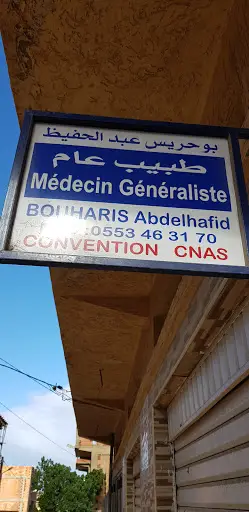 بوحريس عبد الحفيظ
طبيب عام
Médecin Généraliste
BOUHARIS Abdelhafid
:0553 46 31 70
CONVENTION CNAS